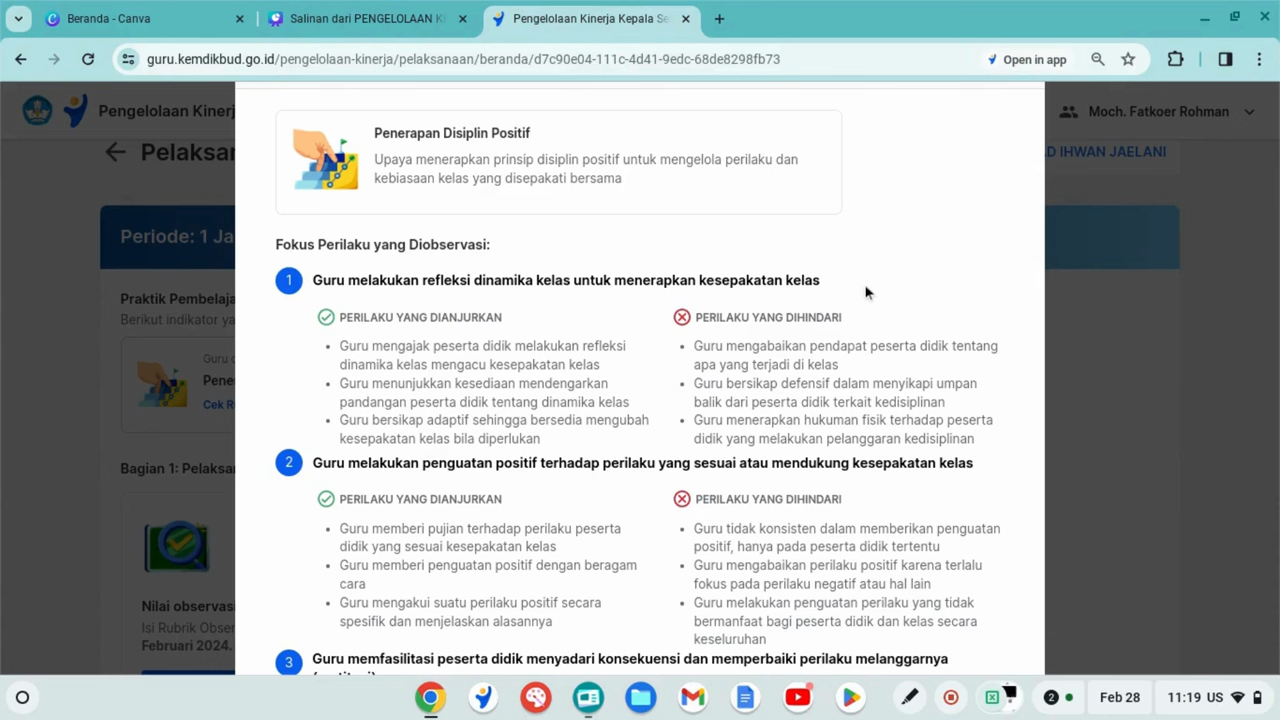 Beranda - Canva
Salinan dari PENGELOLAAN K
Pengelolaan Kinerja Kepala Se
guru.kemdikbud.go.id/pengelolaan-kinerja/pelaksanaan/beranda/d7c90e04-111c-4d41-9edc-68de8298fb73
Open in app
Pengelolaan Kinerj
Moch. Fatkoer Rohman
Pelaksan
AD IHWAN JAELANI
Periode: 1 Ja
Praktik Pembelaja
Berikut indikator ya
Guru
Pene
Cek R
Bagian 1: Pelaksa
Nilai observas
Isi Rubrik Obser
Februari 2024.
Penerapan Disiplin Positif
Upaya menerapkan prinsip disiplin positif untuk mengelola perilaku dan
kebiasaan kelas yang disepakati bersama
Fokus Perilaku yang Diobservasi:
1 Guru melakukan refleksi dinamika kelas untuk menerapkan kesepakatan kelas
PERILAKU YANG DIANJURKAN
• Guru mengajak peserta didik melakukan refleksi
dinamika kelas mengacu kesepakatan kelas
• Guru menunjukkan kesediaan mendengarkan
pandangan peserta didik tentang dinamika kelas
• Guru bersikap adaptif sehingga bersedia mengubah
kesepakatan kelas bila diperlukan
PERILAKU YANG DIHINDARI
• Guru mengabaikan pendapat peserta didik tentang
apa yang terjadi di kelas
• Guru bersikap defensif dalam menyikapi umpan
balik dari peserta didik terkait kedisiplinan
• Guru menerapkan hukuman fisik terhadap peserta
didik yang melakukan pelanggaran kedisiplinan
2 Guru melakukan penguatan positif terhadap perilaku yang sesuai atau mendukung kesepakatan kelas
PERILAKU YANG DIANJURKAN
• Guru memberi pujian terhadap perilaku peserta
didik yang sesuai kesepakatan kelas
• Guru memberi penguatan positif dengan beragam
cara
• Guru mengakui suatu perilaku positif secara
spesifik dan menjelaskan alasannya
PERILAKU YANG DIHINDARI
• Guru tidak konsisten dalam memberikan penguatan
positif, hanya pada peserta didik tertentu
• Guru mengabaikan perilaku positif karena terlalu
fokus pada perilaku negatif atau hal lain
• Guru melakukan penguatan perilaku yang tidak
bermanfaat bagi peserta didik dan kelas secara
keseluruhan
3 Guru memfasilitasi peserta didik menyadari konsekuensi dan memperbaiki perilaku melanggarnya
2
Feb 28
11:19 US